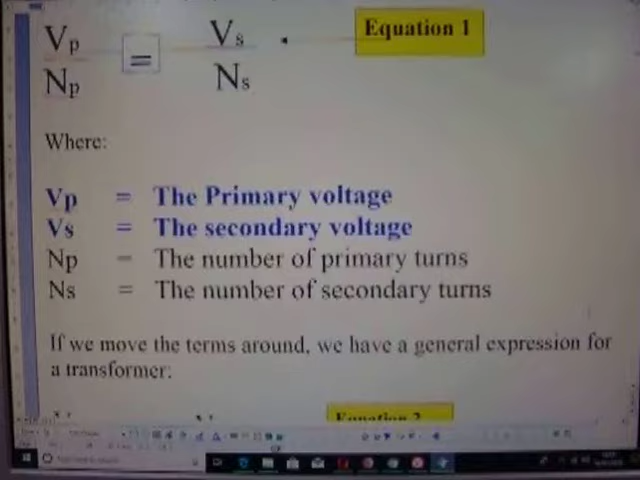 Vp = Vs Equation 1
Np Ns
Where:
Vp = The Primary voltage
Vs = The secondary voltage
Np = The number of primary turns
Ns = The number of secondary turns
If we move the terms around, we have a general expression for
a transformer:
Equation 2